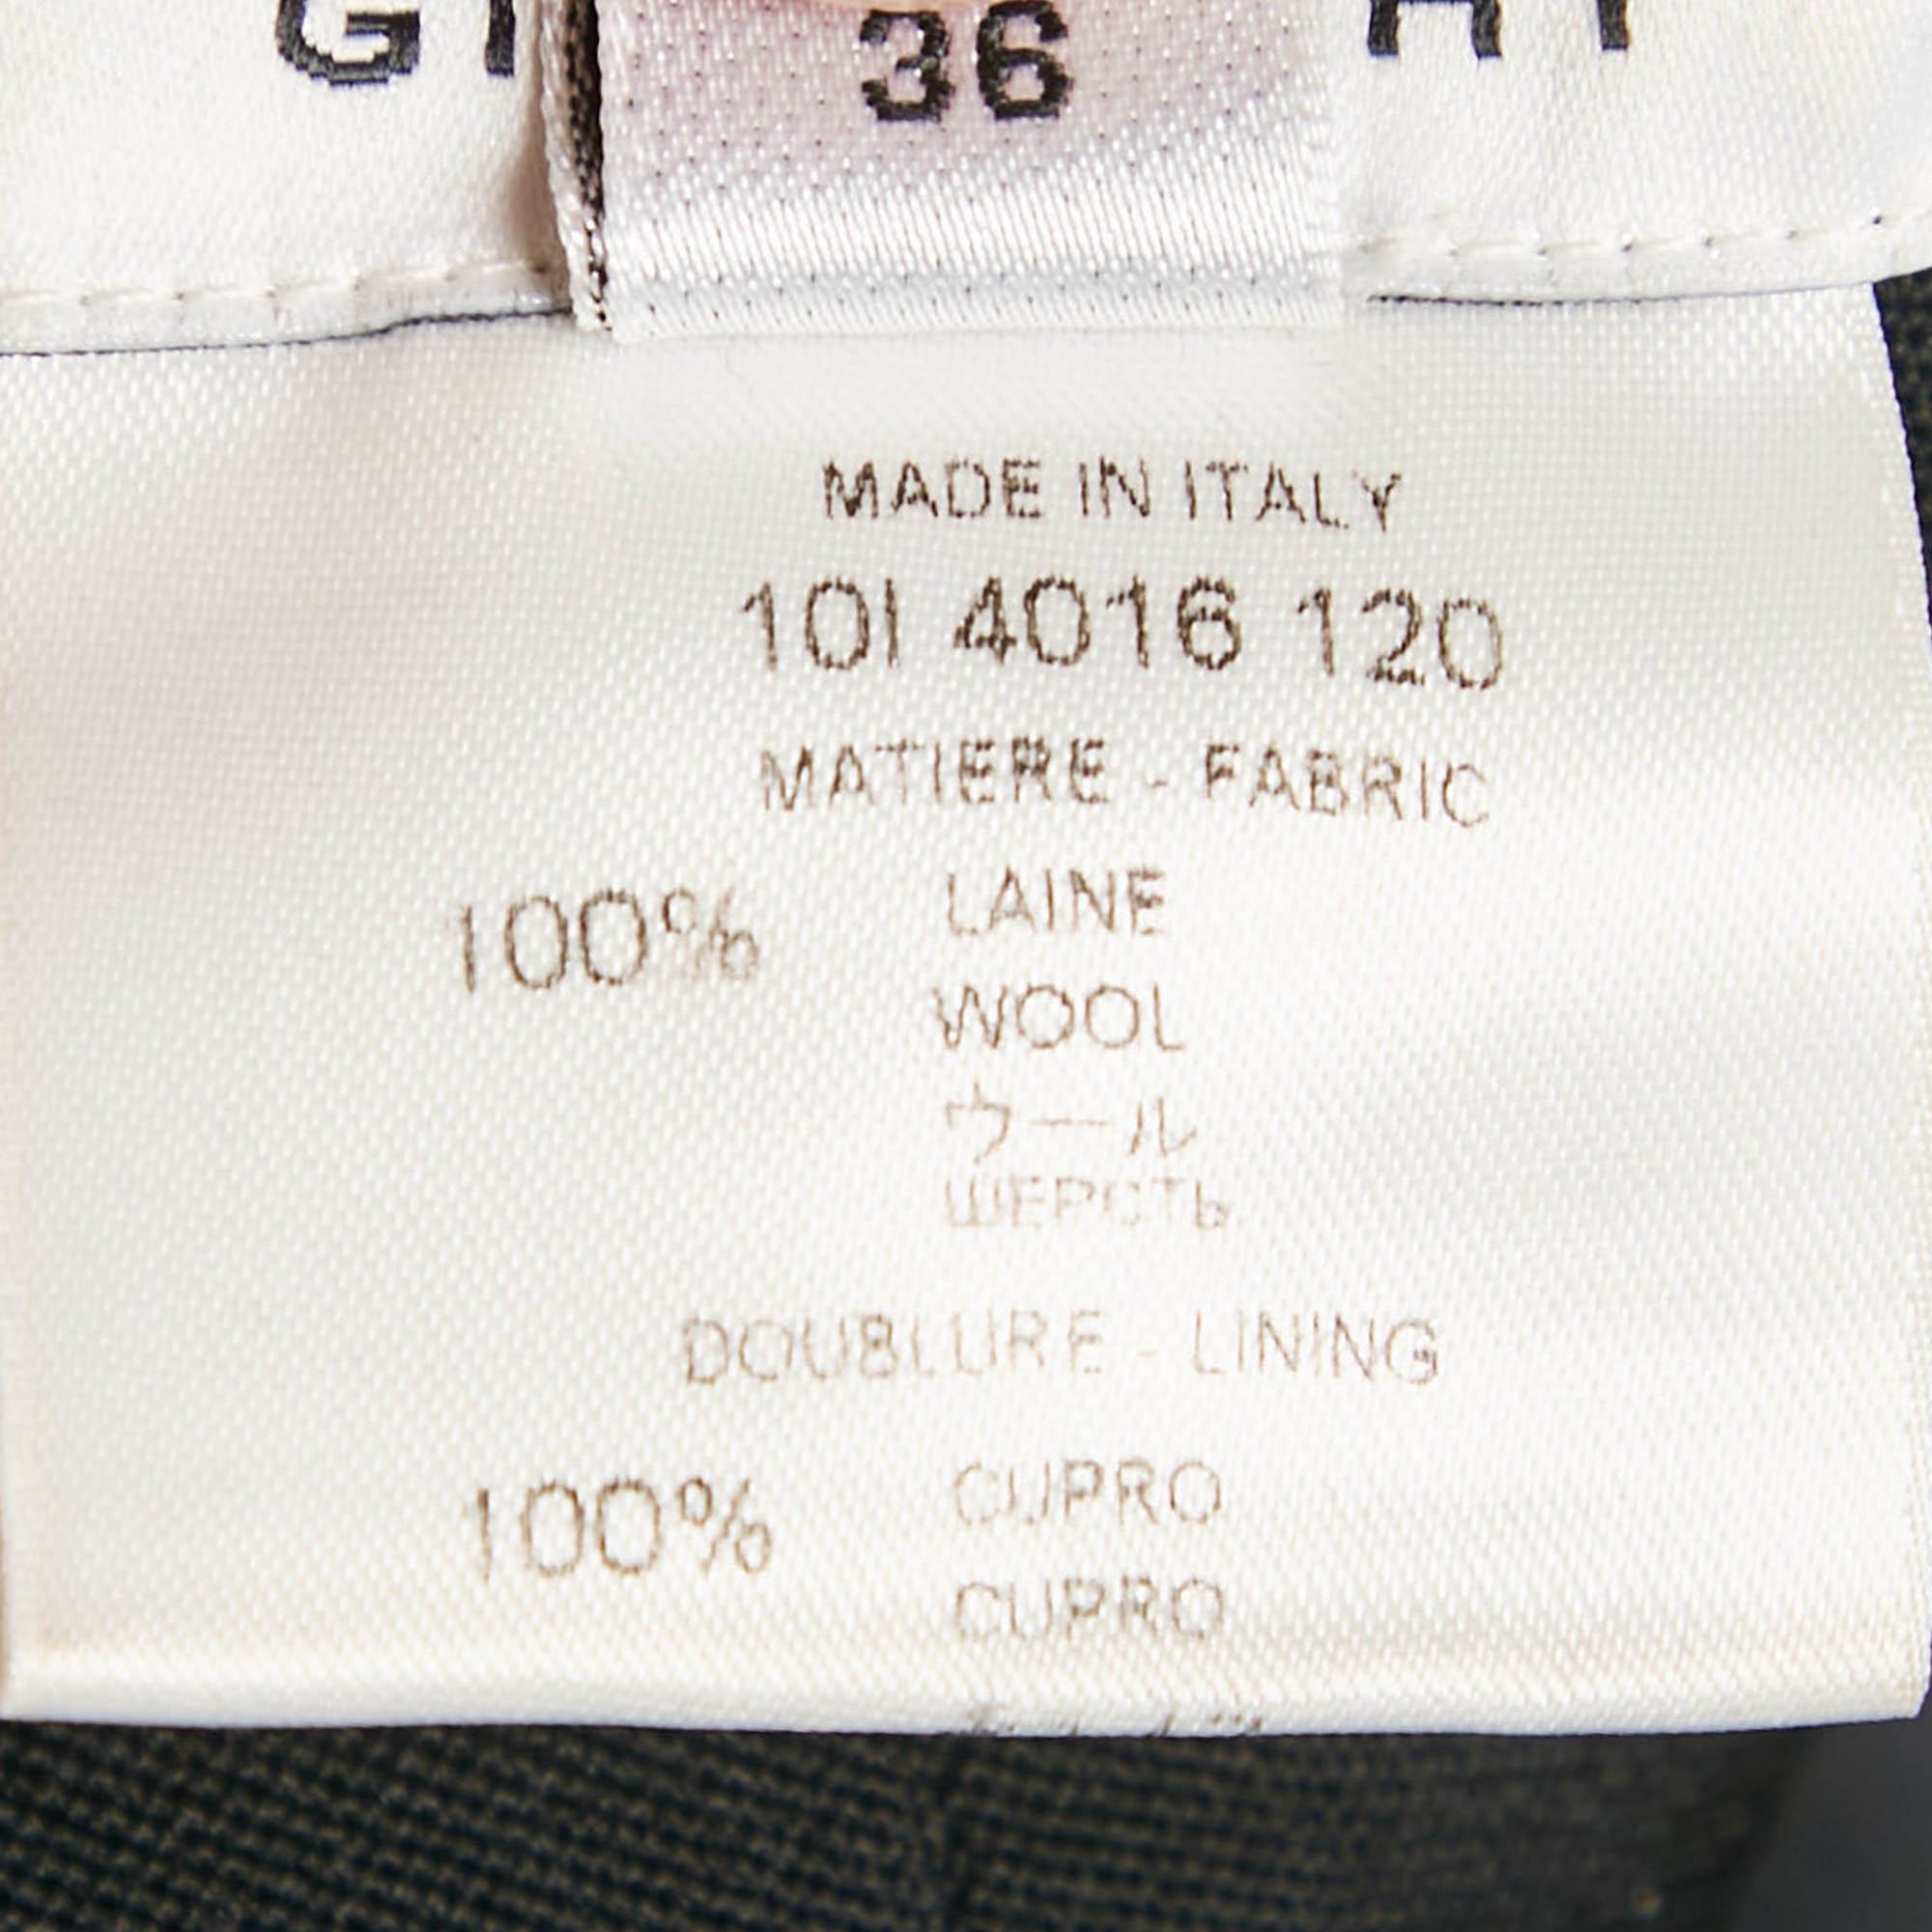 36
MADE IN ITALY
10I 4016 120
MATIERE - FABRIC
100% LAINE
WOOL
ウール
ШЕРСТЬ
DOUBLURE - LINING
100% CUPRO
CUPRO